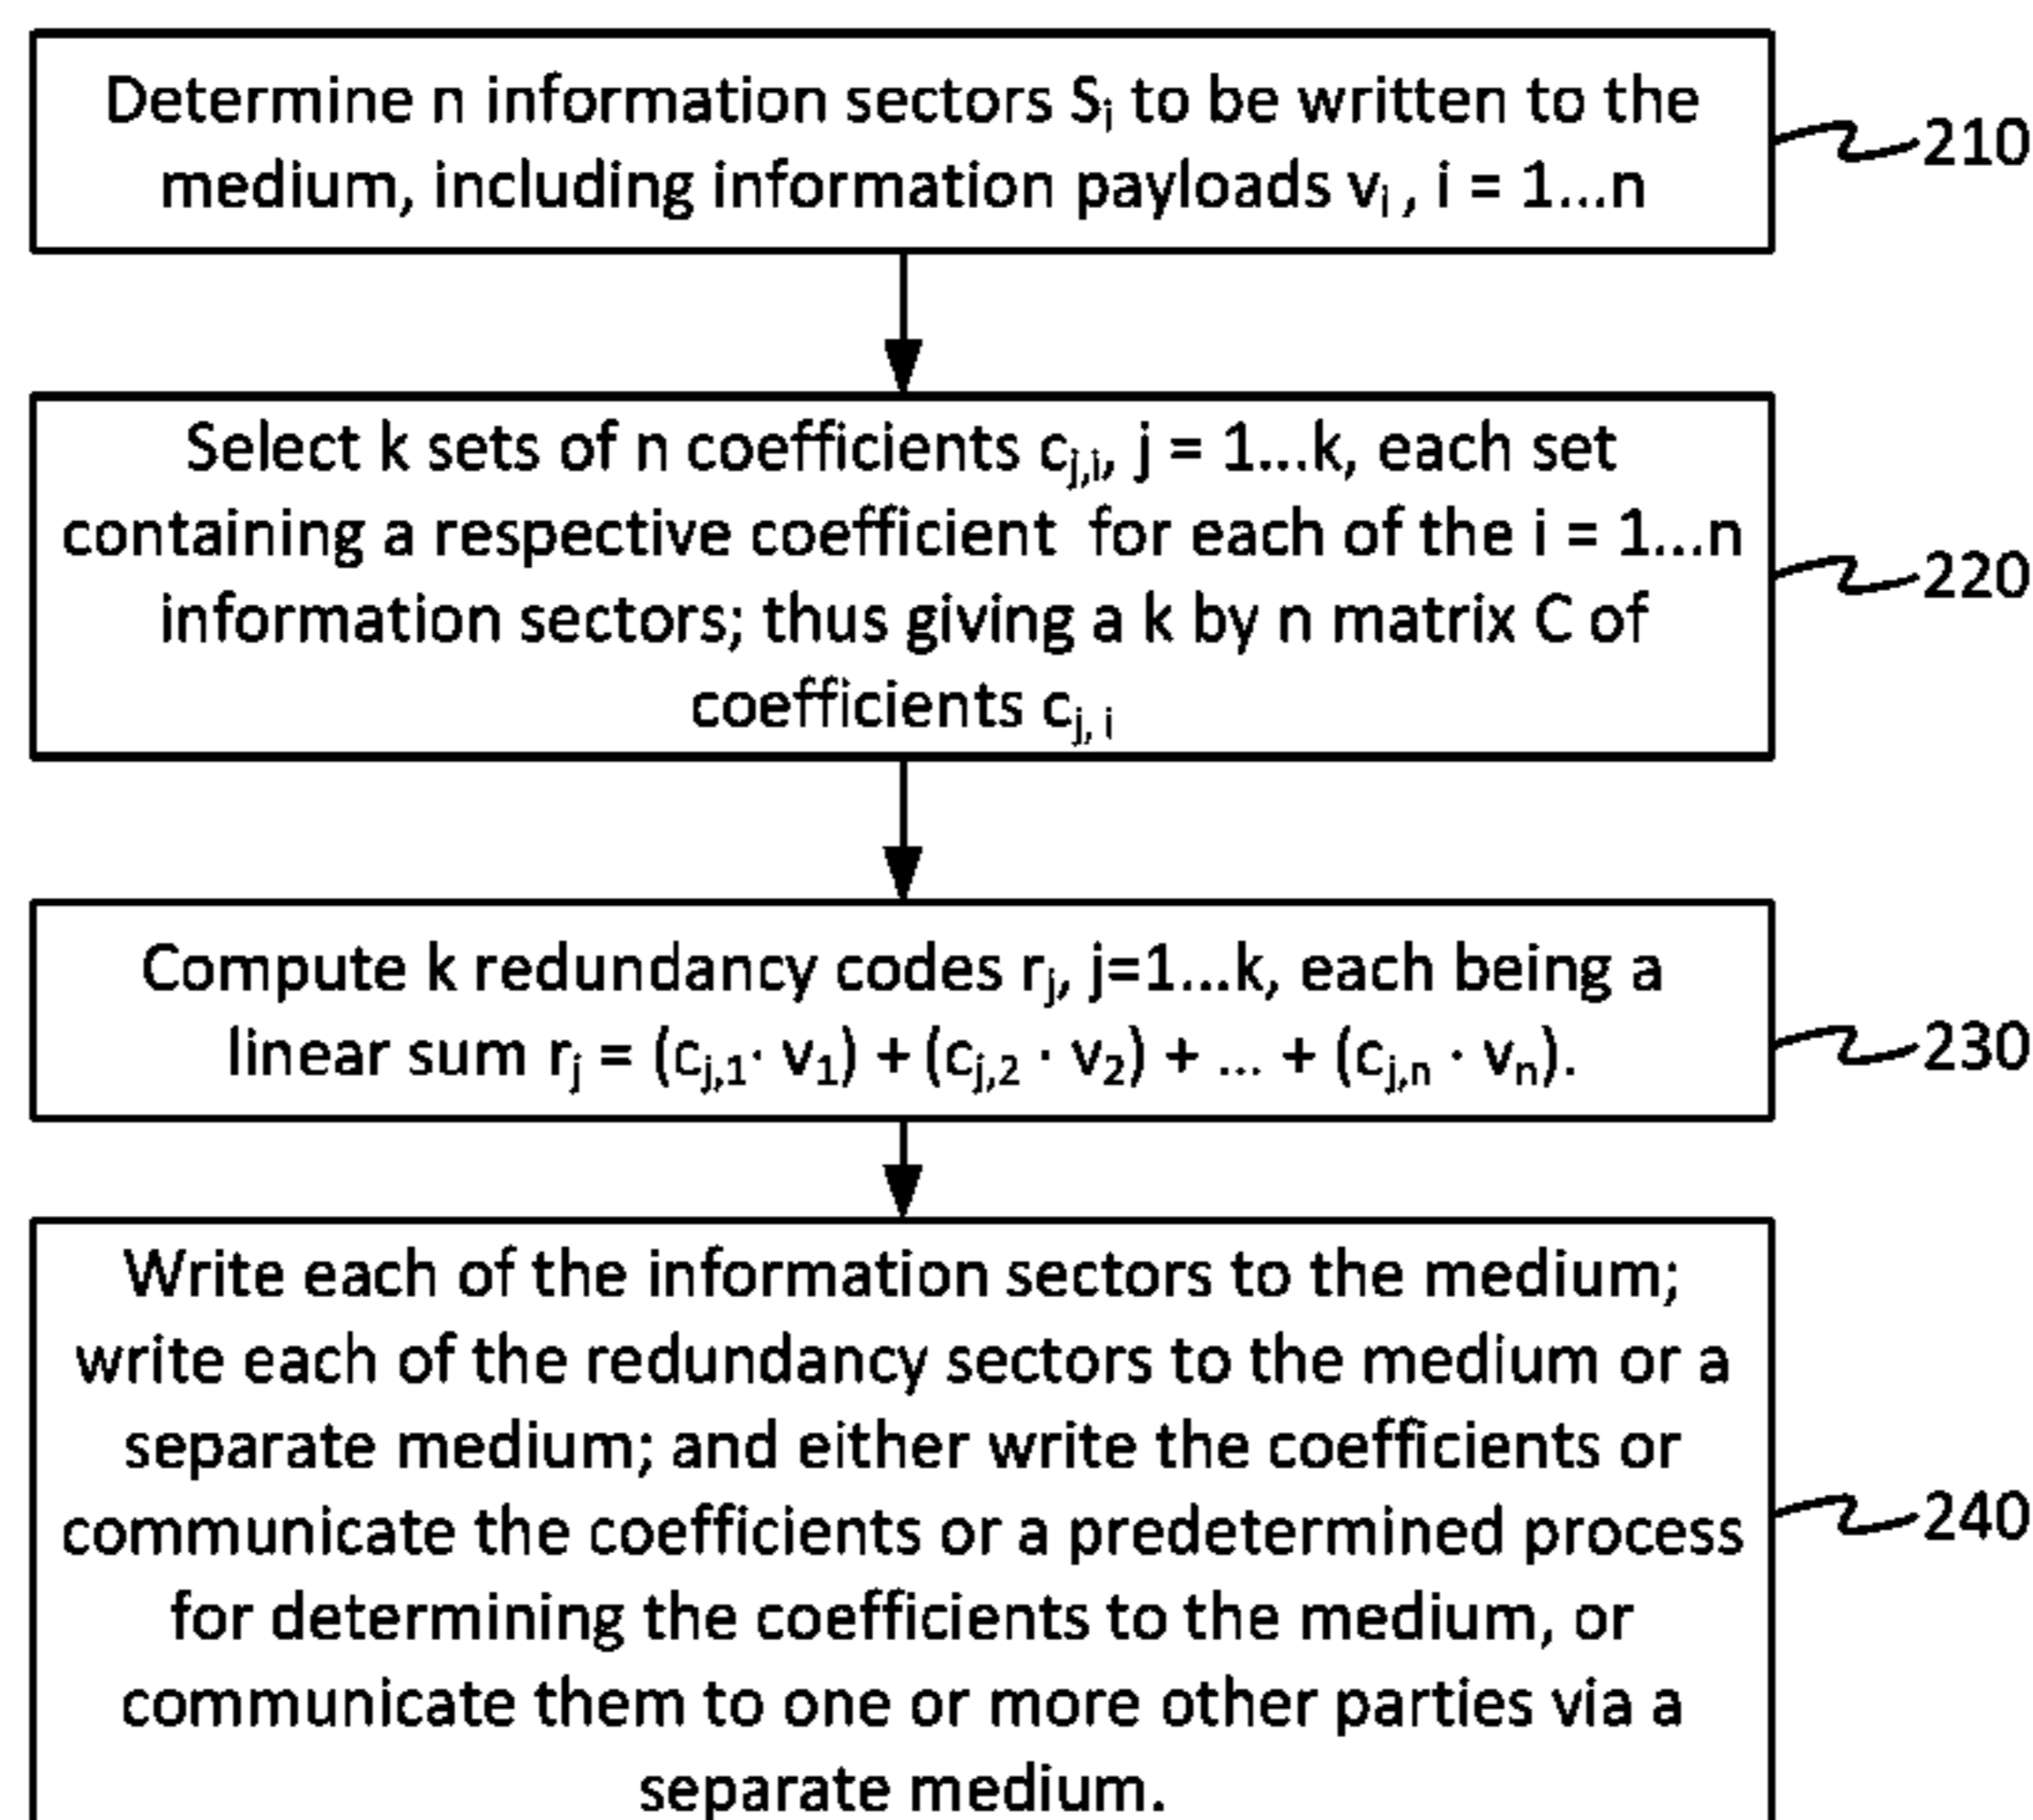 Determine n information sectors Sᵢ to be written to the
medium, including information payloads vᵢ , i = 1...n
210
Select k sets of n coefficients cⱼ,ᵢ, j = 1...k, each set
containing a respective coefficient for each of the i = 1...n
information sectors; thus giving a k by n matrix C of
coefficients cⱼ, ᵢ
220
Compute k redundancy codes rⱼ, j=1...k, each being a
linear sum rⱼ = (cⱼ,₁· v₁) + (cⱼ,₂ · v₂) + ... + (cⱼ,ₙ · vₙ).
230
Write each of the information sectors to the medium;
write each of the redundancy sectors to the medium or a
separate medium; and either write the coefficients or
communicate the coefficients or a predetermined process
for determining the coefficients to the medium, or
communicate them to one or more other parties via a
separate medium.
240